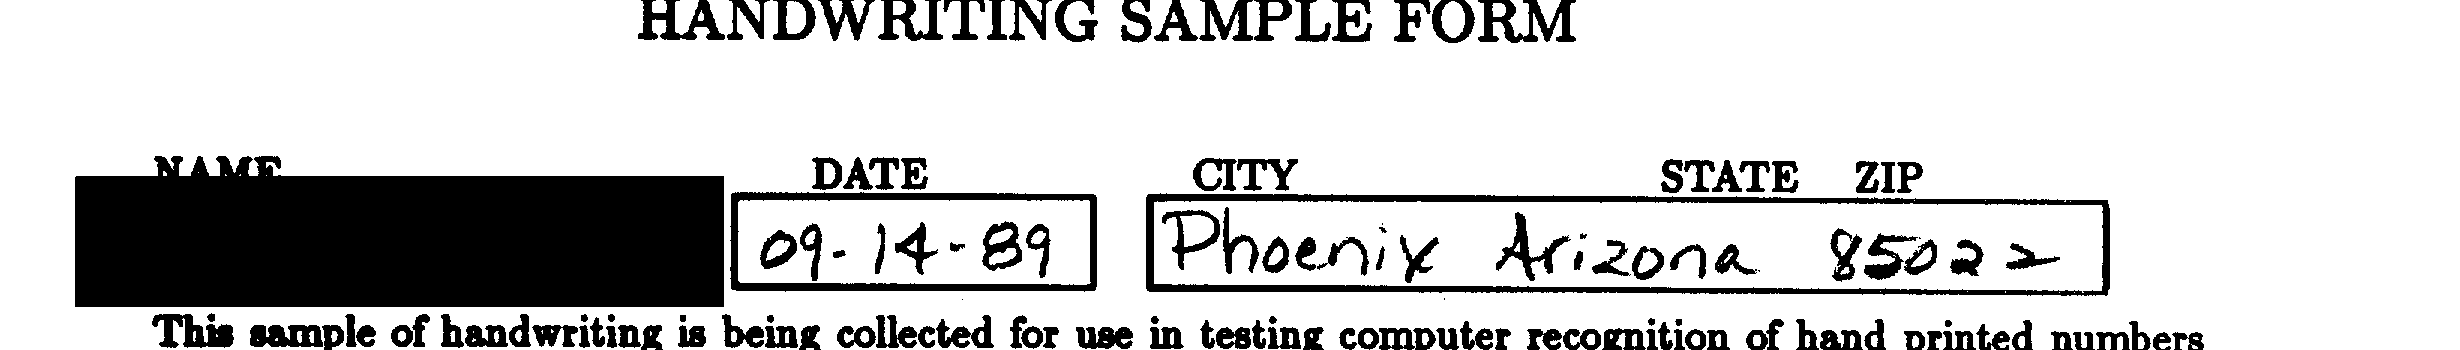 HANDWRITING SAMPLE FORM
NAME DATE CITY STATE ZIP
09-14-89 Phoenix Arizona 85022
This sample of handwriting is being collected for use in testing computer recognition of hand printed numbers